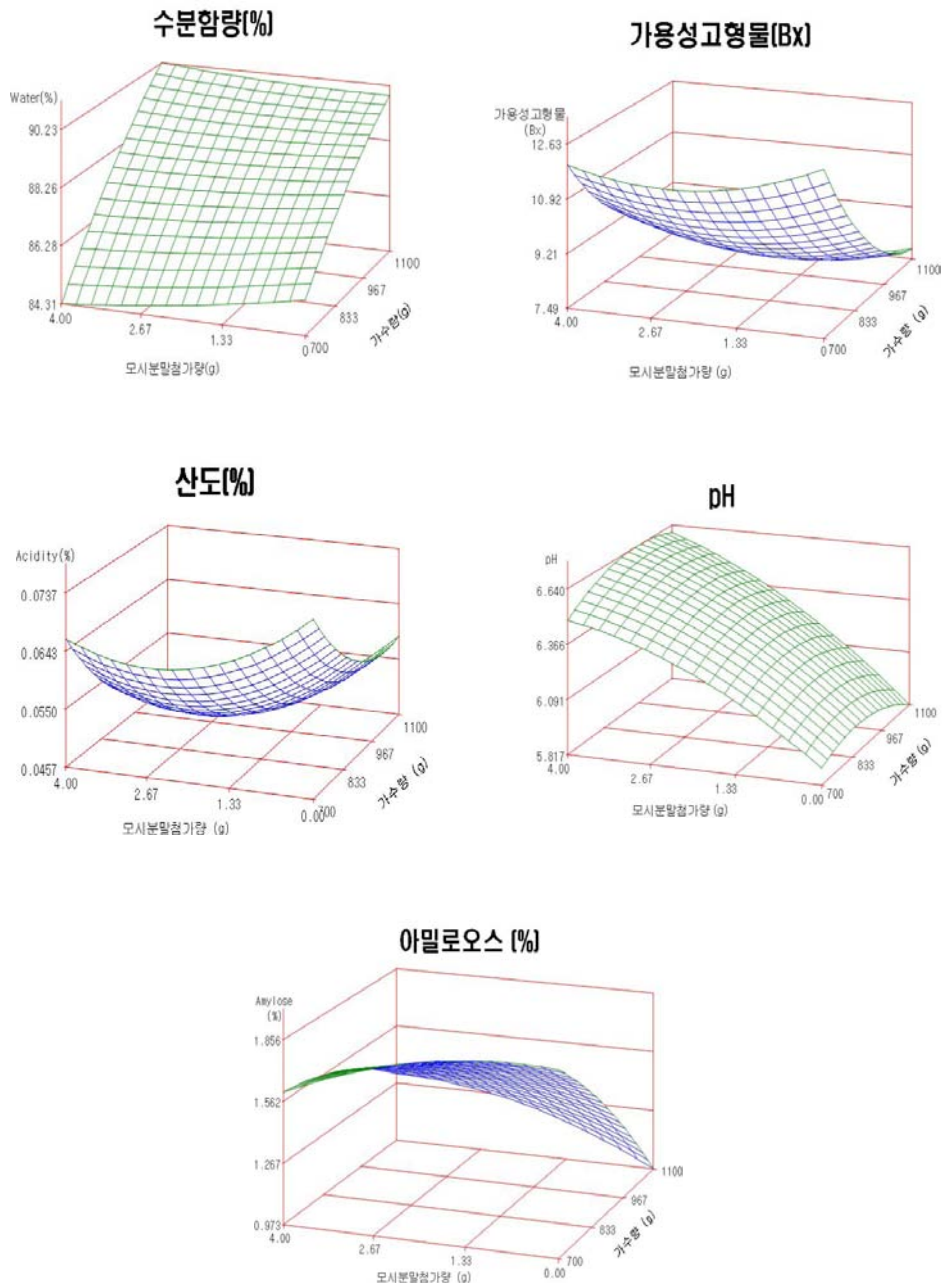 수분함량(%)
Water(%)
90.23
88.26
86.28
84.31
4.00
2.67
1.33
0
700
833
967
1100
모시분말첨가량(g)
가수량(g)
가용성고형물(Bx)
가용성고형물
(Bx)
12.63
10.92
9.21
7.49
4.00
2.67
1.33
0
700
833
967
1100
모시분말첨가량 (g)
가수량 (g)
산도(%)
Acidity(%)
0.0737
0.0643
0.0550
0.0457
4.00
2.67
1.33
0.00
700
833
967
1100
모시분말첨가량 (g)
가수량 (g)
pH
pH
6.640
6.366
6.091
5.817
4.00
2.67
1.33
0.00
700
833
967
1100
모시분말첨가량 (g)
가수량 (g)
아밀로오스 (%)
Amylose
(%)
1.856
1.562
1.267
0.973
4.00
2.67
1.33
0.00
700
833
967
1100
모시분말첨가량 (g)
가수량 (g)